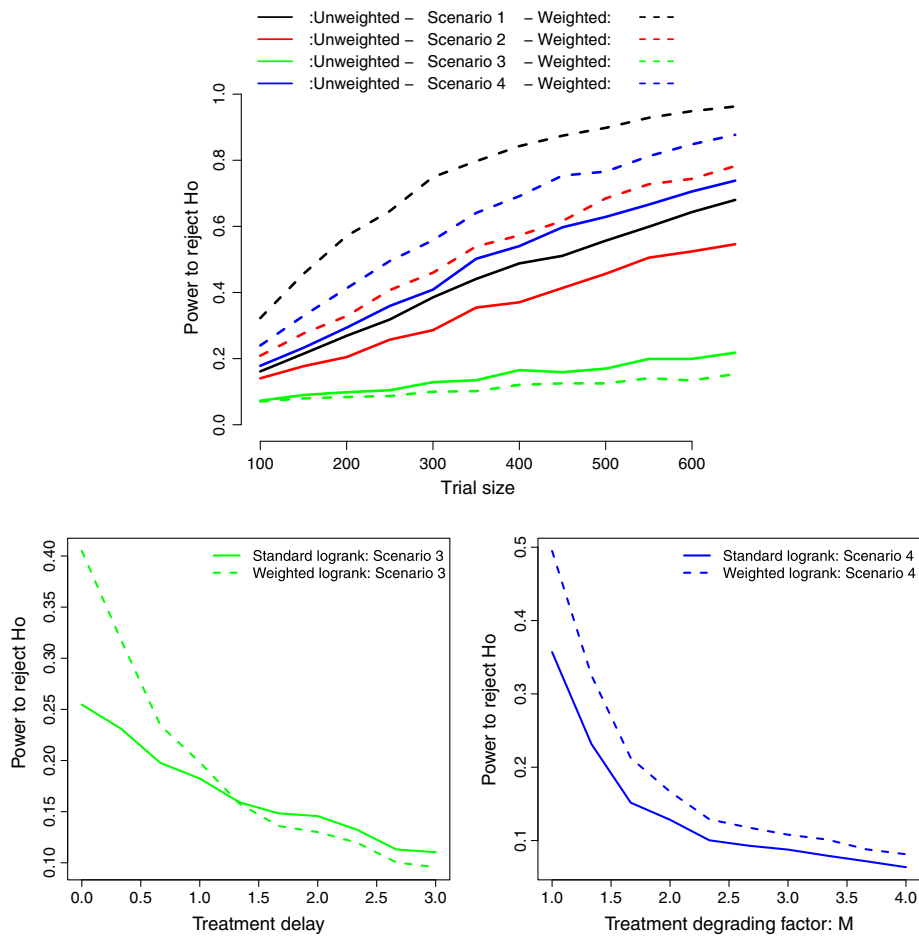 :Unweighted – Scenario 1 – Weighted:
:Unweighted – Scenario 2 – Weighted:
:Unweighted – Scenario 3 – Weighted:
:Unweighted – Scenario 4 – Weighted:
1.0
0.8
0.6
0.4
0.2
0.0
Power to reject Ho
100 200 300 400 500 600
Trial size
Standard logrank: Scenario 3
Weighted logrank: Scenario 3
0.40
0.35
0.30
0.25
0.20
0.15
0.10
Power to reject Ho
0.0 0.5 1.0 1.5 2.0 2.5 3.0
Treatment delay
Standard logrank: Scenario 4
Weighted logrank: Scenario 4
0.5
0.4
0.3
0.2
0.1
Power to reject Ho
1.0 1.5 2.0 2.5 3.0 3.5 4.0
Treatment degrading factor: M